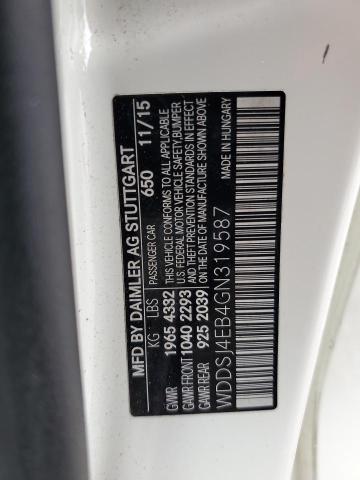 MFD BY DAIMLER AG STUTTGART
KG LBS PASSENGER CAR 650 11/15
GVWR 1965 4332 THIS VEHICLE CONFORMS TO ALL APPLICABLE
GAWR FRONT 1040 2293 U.S. FEDERAL MOTOR VEHICLE SAFETY, BUMPER
GAWR REAR 925 2039 AND THEFT PREVENTION STANDARDS IN EFFECT
ON THE DATE OF MANUFACTURE SHOWN ABOVE
MADE IN HUNGARY
WDDSJ4EB4GN319587